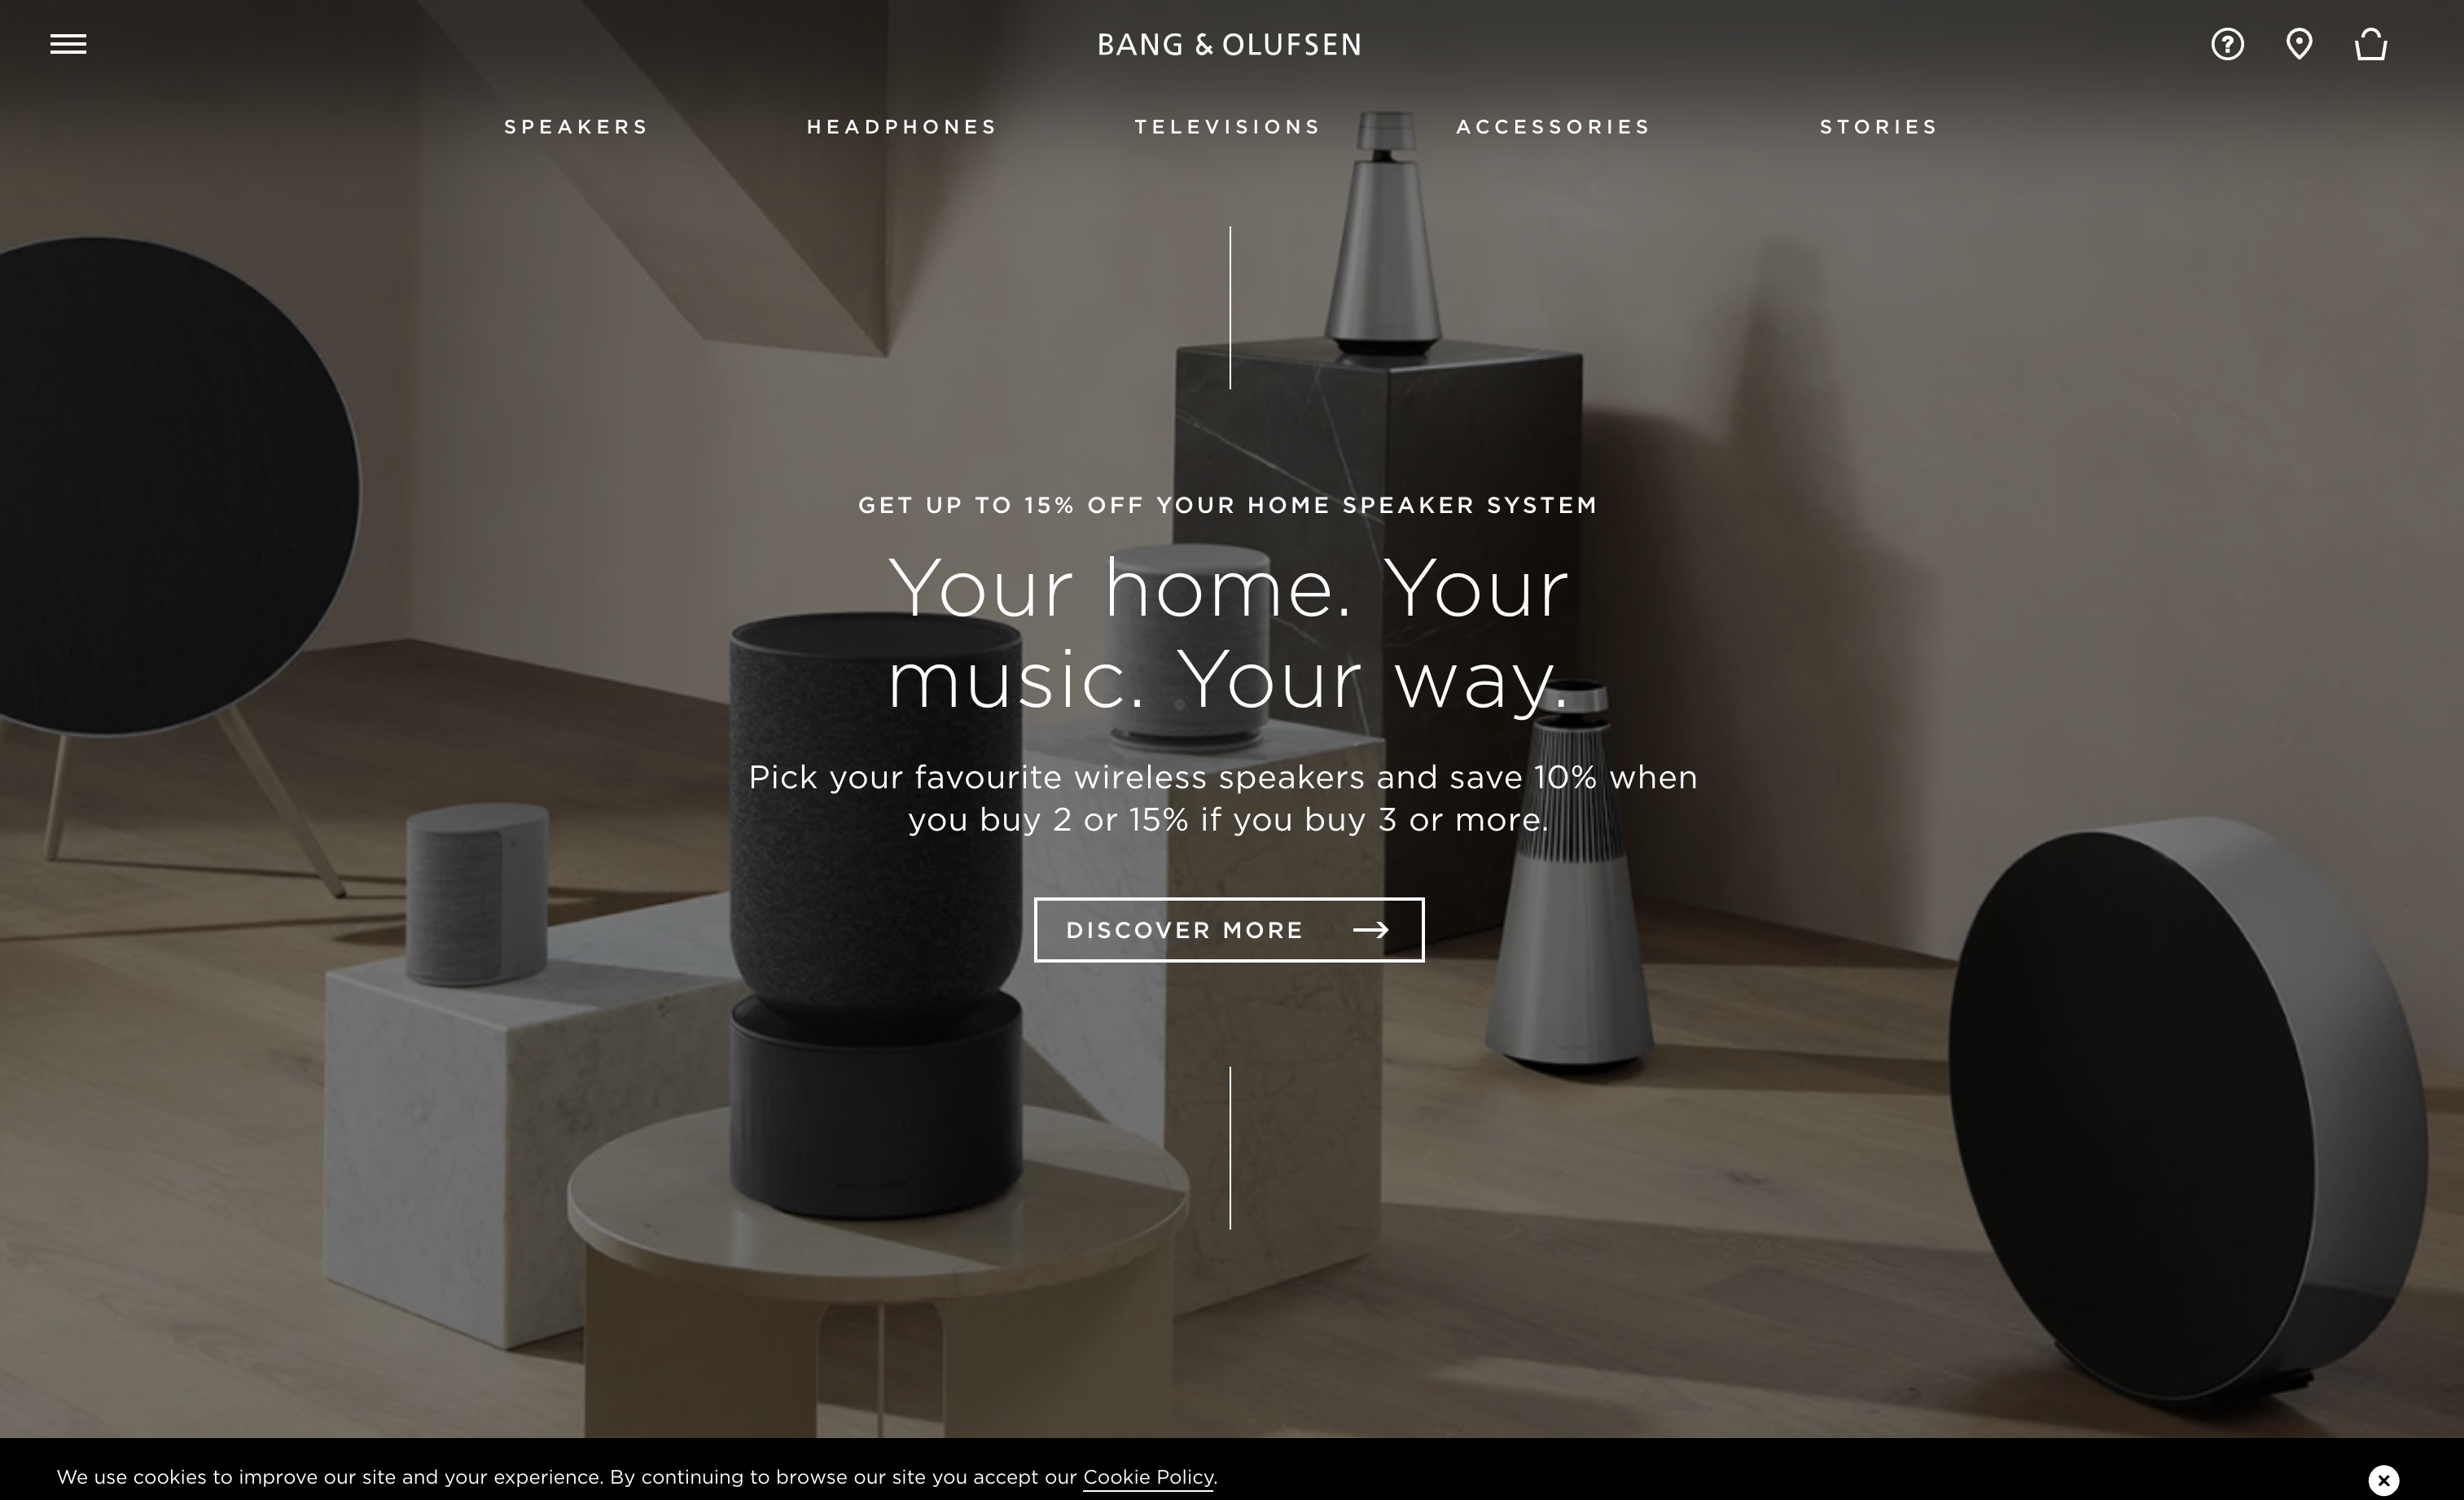 BANG & OLUFSEN
SPEAKERS
HEADPHONES
TELEVISIONS
ACCESSORIES
STORIES
GET UP TO 15% OFF YOUR HOME SPEAKER SYSTEM
Your home. Your
music. Your way.
Pick your favourite wireless speakers and save 10% when
you buy 2 or 15% if you buy 3 or more.
DISCOVER MORE
We use cookies to improve our site and your experience. By continuing to browse our site you accept our Cookie Policy.